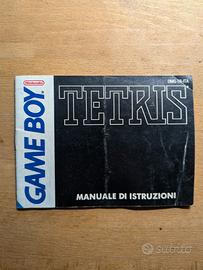 Nintendo
GAME BOY
DMG-TR-ITA
TETRIS
MANUALE DI ISTRUZIONI
subito